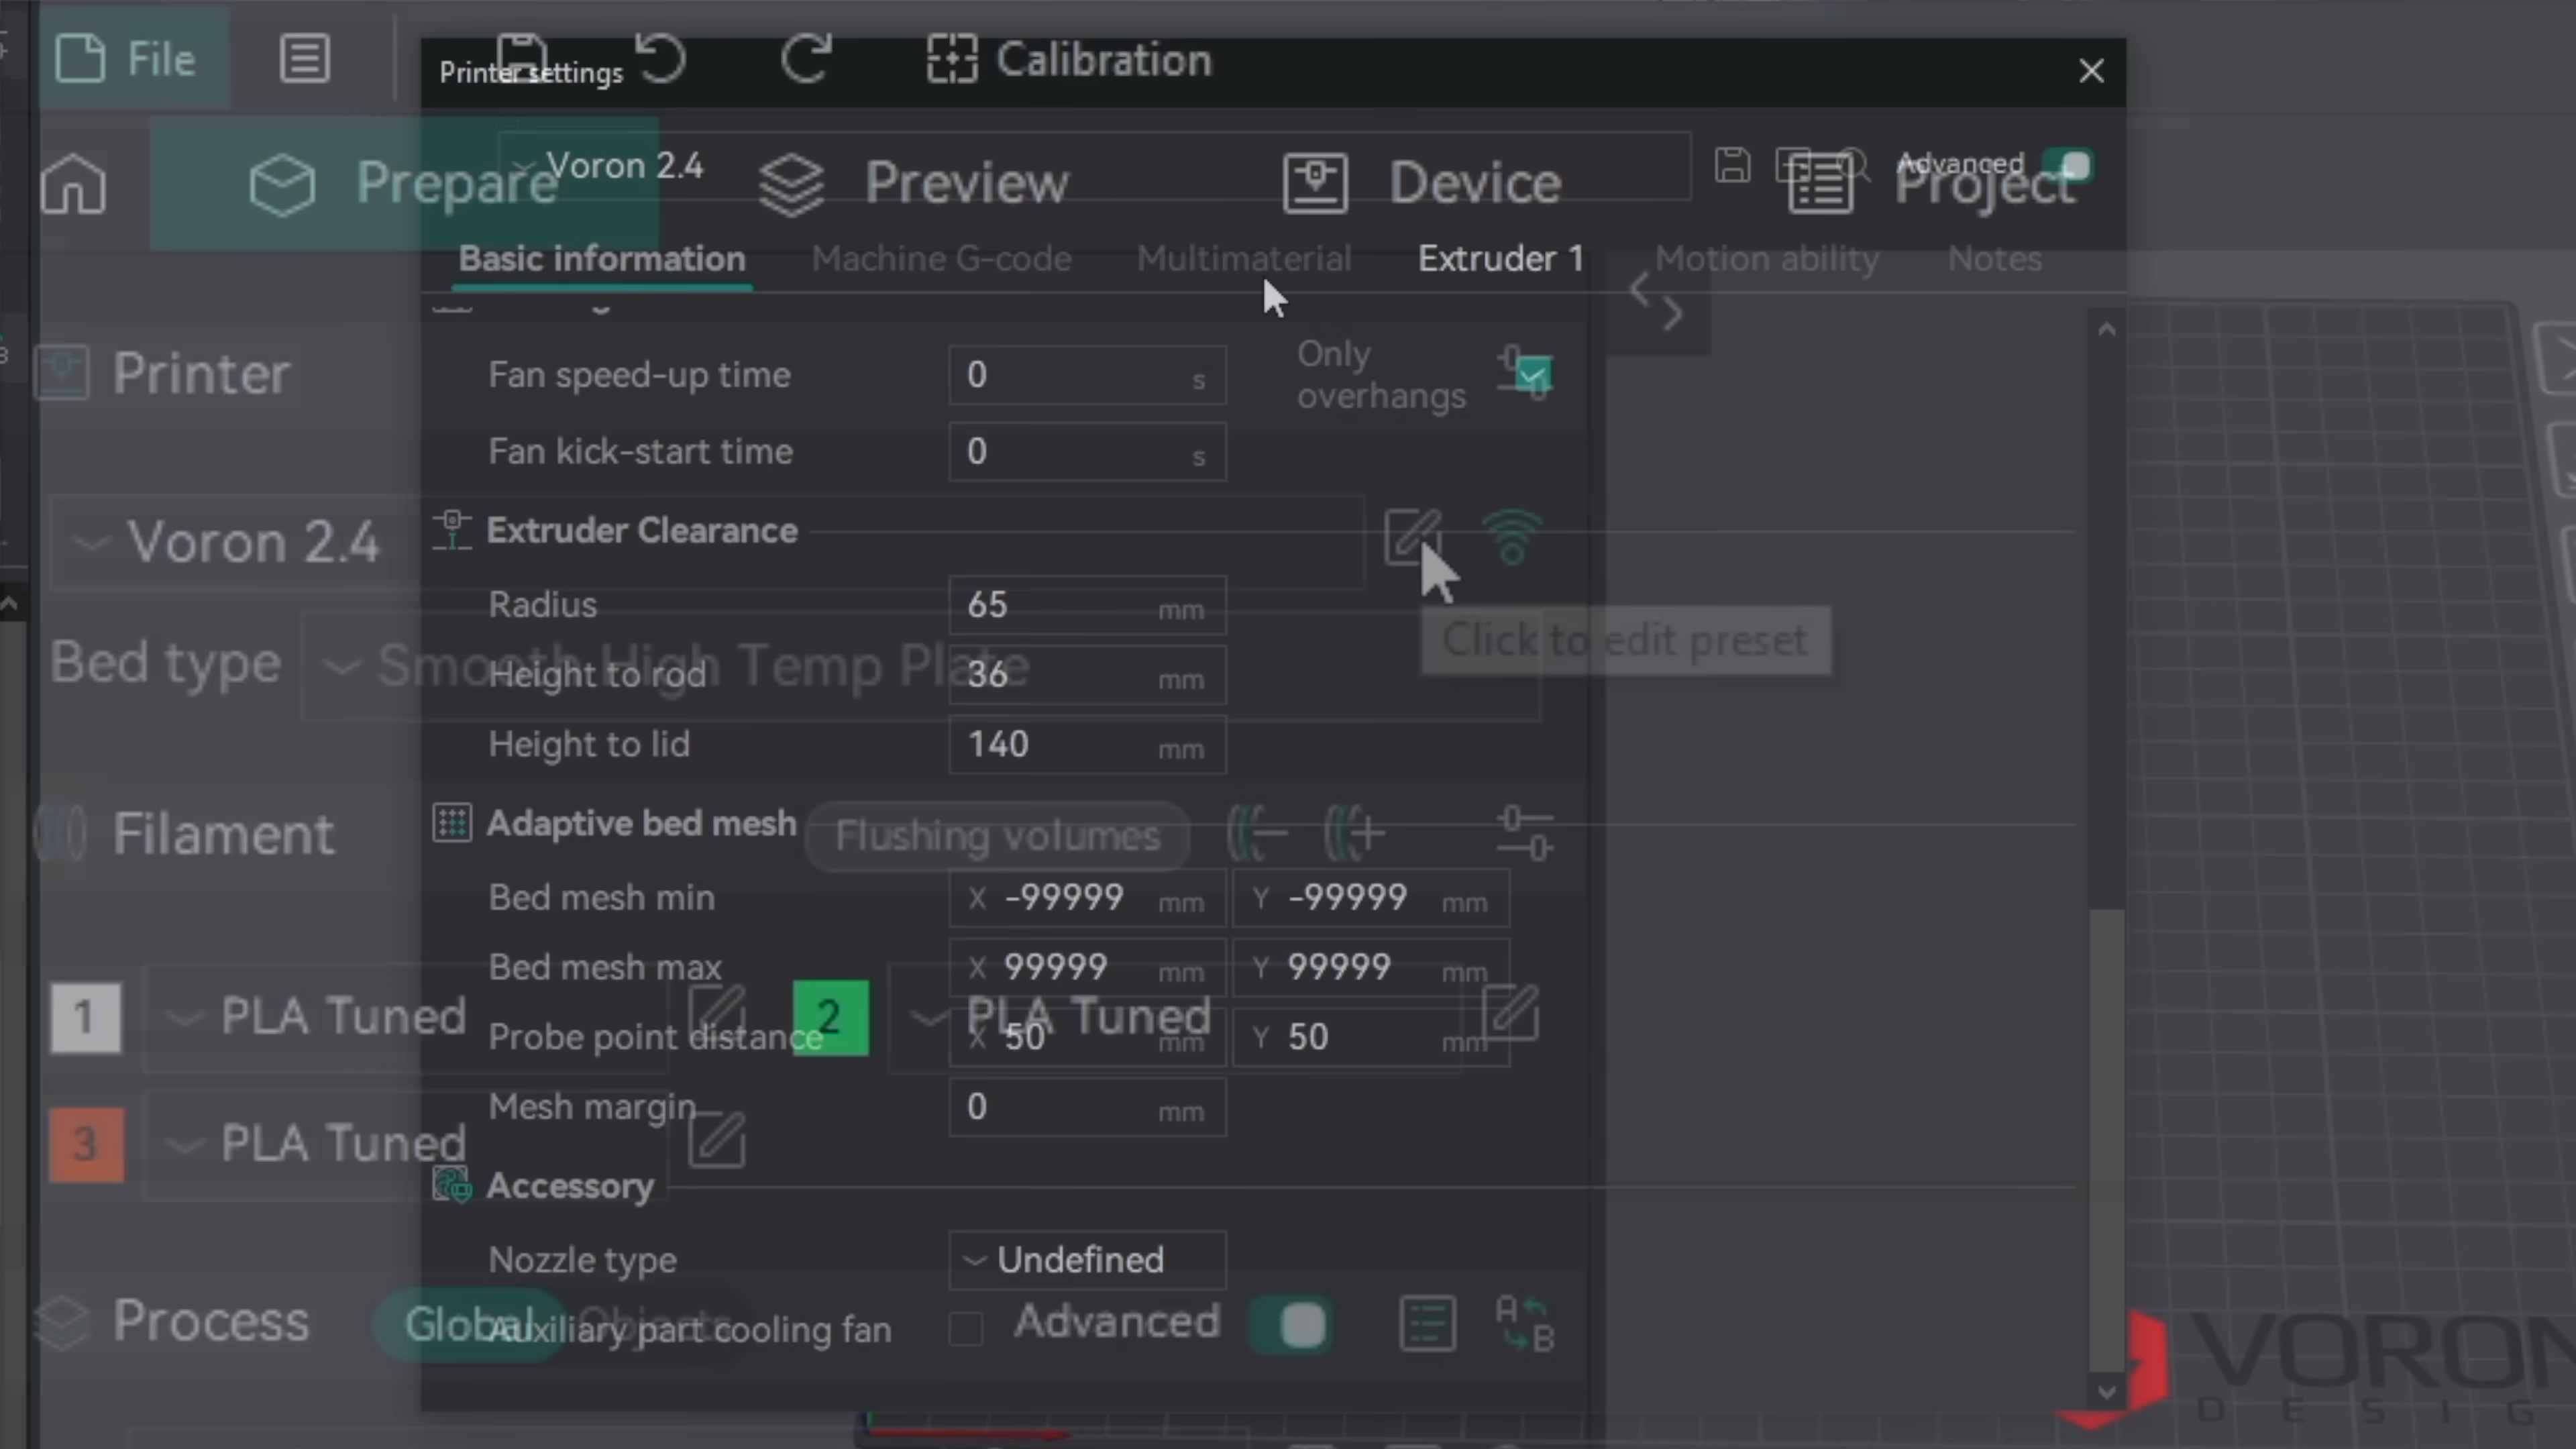 File
Calibration
Printer settings
Prepare
Preview
Device
Project
Voron 2.4
Advanced
Basic information
Machine G-code
Multimaterial
Extruder 1
Motion ability
Notes
Printer
Fan speed-up time
0 s
Only
overhangs
Fan kick-start time
0 s
Voron 2.4
Extruder Clearance
Radius
65 mm
Click to edit preset
Bed type
Smooth High Temp Plate
Height to rod
36 mm
Height to lid
140 mm
Filament
Adaptive bed mesh
Flushing volumes
Bed mesh min
X -99999 mm
Y -99999 mm
Bed mesh max
X 99999 mm
Y 99999 mm
1 PLA Tuned
2 PLA Tuned
Probe point distance
X 50 mm
Y 50 mm
Mesh margin
0 mm
3 PLA Tuned
Accessory
Nozzle type
Undefined
Process
Global
Objects
Advanced
Auxiliary part cooling fan
A
B
VORON
DESIG